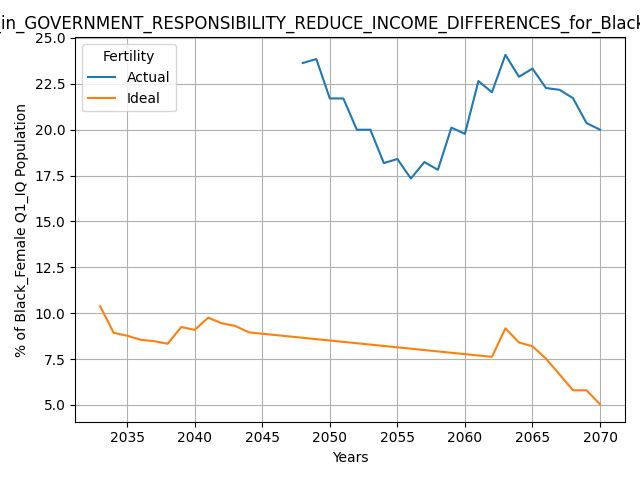 _in_GOVERNMENT_RESPONSIBILITY_REDUCE_INCOME_DIFFERENCES_for_Black
Fertility
Actual
Ideal
% of Black_Female Q1_IQ Population
25.0
22.5
20.0
17.5
15.0
12.5
10.0
7.5
5.0
2035 2040 2045 2050 2055 2060 2065 2070
Years